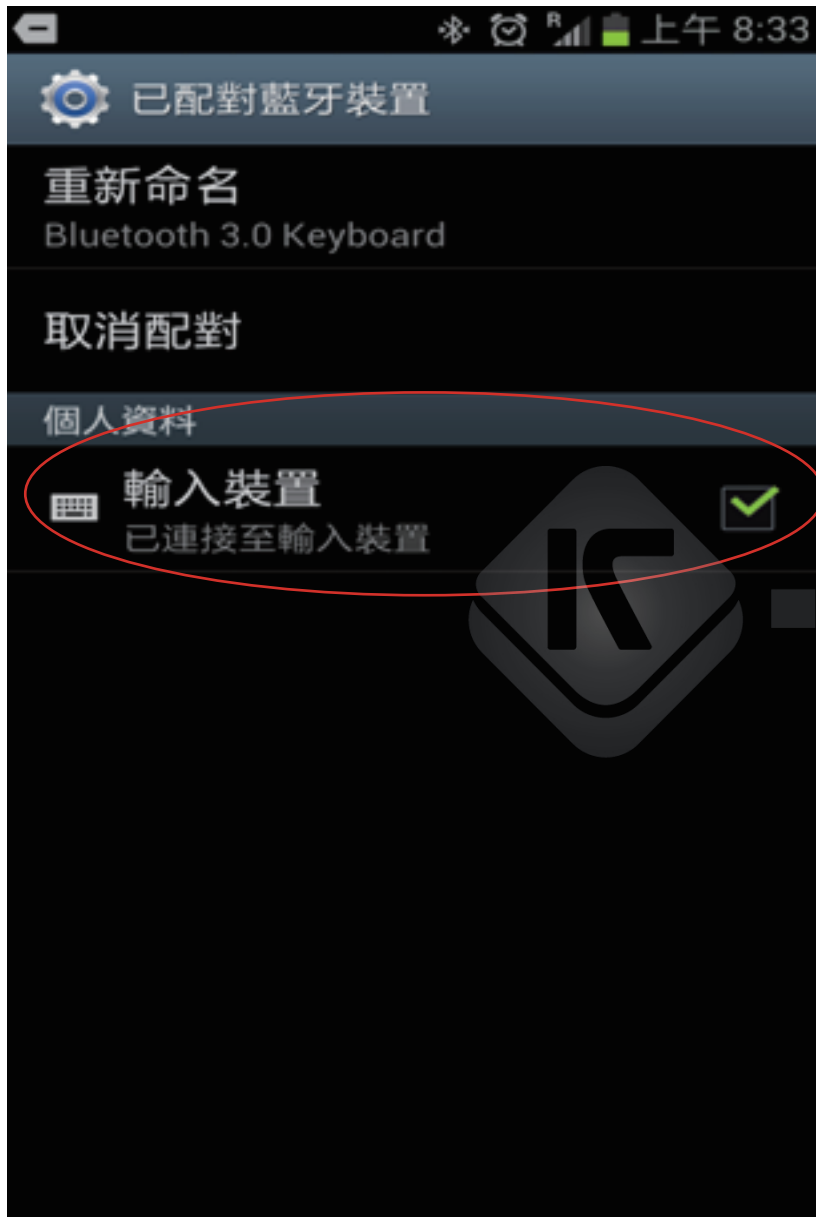 R 上午 8:33
已配對藍牙裝置
重新命名
Bluetooth 3.0 Keyboard
取消配對
個人資料
輸入裝置
已連接至輸入裝置
K